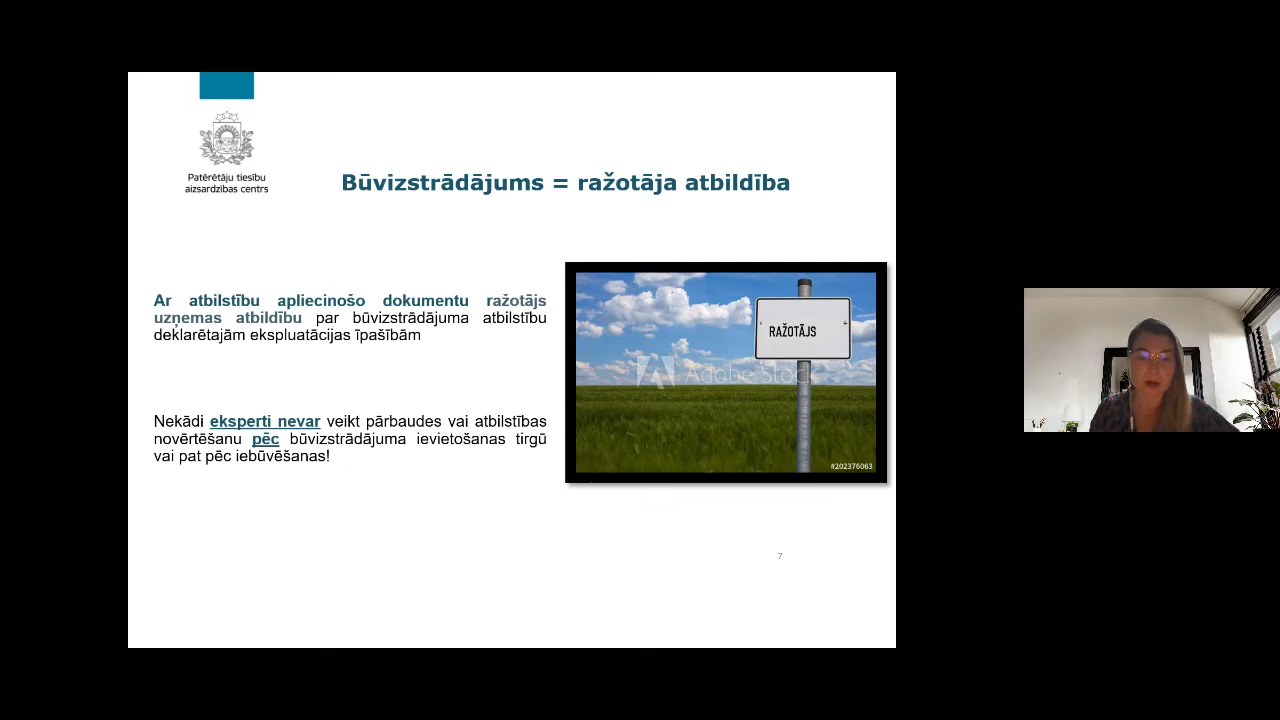 Patērētāju tiesību
aizsardzības centrs
Būvizstrādājums = ražotāja atbildība
Ar atbilstību apliecinošo dokumentu ražotājs
uzņemas atbildību par būvizstrādājuma atbilstību
deklarētajām ekspluatācijas īpašībām
Nekādi eksperti nevar veikt pārbaudes vai atbilstības
novērtēšanu pēc būvizstrādājuma ievietošanas tirgū
vai pat pēc iebūvēšanas!
RAŽOTĀJS
Adobe Stock
#202376063
7